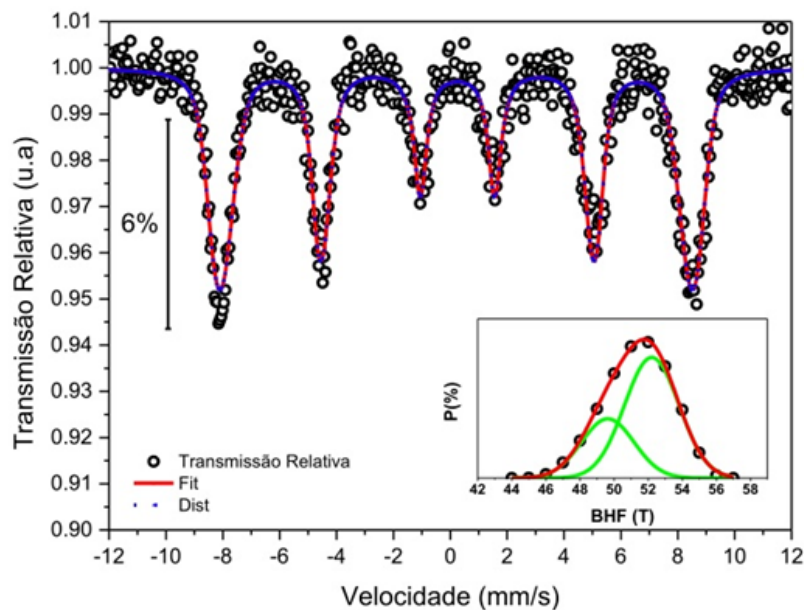 1.01
1.00
0.99
0.98
0.97
0.96
0.95
0.94
0.93
0.92
0.91
0.90
Transmissão Relativa (u.a)
6%
Transmissão Relativa
Fit
Dist
P(%)
42 44 46 48 50 52 54 56 58
BHF (T)
-12 -10 -8 -6 -4 -2 0 2 4 6 8 10 12
Velocidade (mm/s)